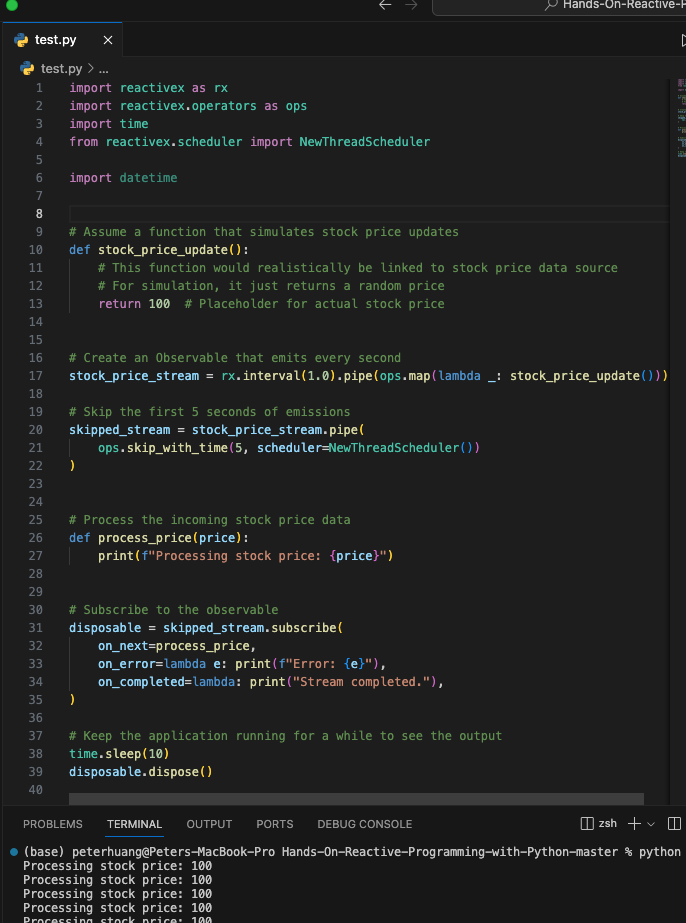 Hands-On-Reactive-P
test.py
test.py > ...
1 import reactivex as rx
2 import reactivex.operators as ops
3 import time
4 from reactivex.scheduler import NewThreadScheduler
5
6 import datetime
7
8
9 # Assume a function that simulates stock price updates
10 def stock_price_update():
11     # This function would realistically be linked to stock price data source
12     # For simulation, it just returns a random price
13     return 100  # Placeholder for actual stock price
14
15
16 # Create an Observable that emits every second
17 stock_price_stream = rx.interval(1.0).pipe(ops.map(lambda _: stock_price_update()))
18
19 # Skip the first 5 seconds of emissions
20 skipped_stream = stock_price_stream.pipe(
21     ops.skip_with_time(5, scheduler=NewThreadScheduler())
22 )
23
24
25 # Process the incoming stock price data
26 def process_price(price):
27     print(f"Processing stock price: {price}")
28
29
30 # Subscribe to the observable
31 disposable = skipped_stream.subscribe(
32     on_next=process_price,
33     on_error=lambda e: print(f"Error: {e}"),
34     on_completed=lambda: print("Stream completed."),
35 )
36
37 # Keep the application running for a while to see the output
38 time.sleep(10)
39 disposable.dispose()
40
PROBLEMS TERMINAL OUTPUT PORTS DEBUG CONSOLE zsh
(base) peterhuang@Peters-MacBook-Pro Hands-On-Reactive-Programming-with-Python-master % python
Processing stock price: 100
Processing stock price: 100
Processing stock price: 100
Processing stock price: 100
Processing stock price: 100